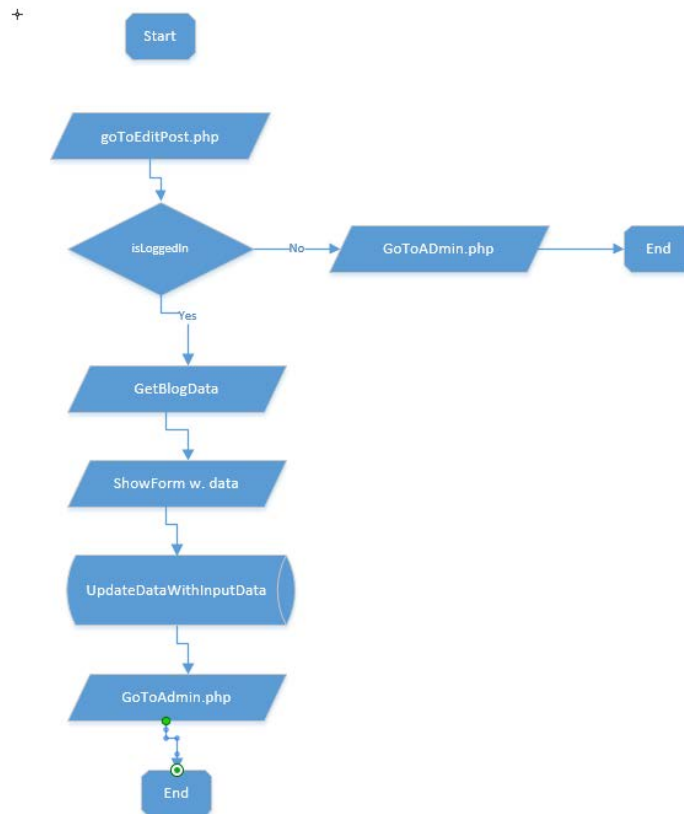 Start
goToEditPost.php
isLoggedIn
No
GoToADmin.php
End
Yes
GetBlogData
ShowForm w. data
UpdateDataWithInputData
GoToAdmin.php
End